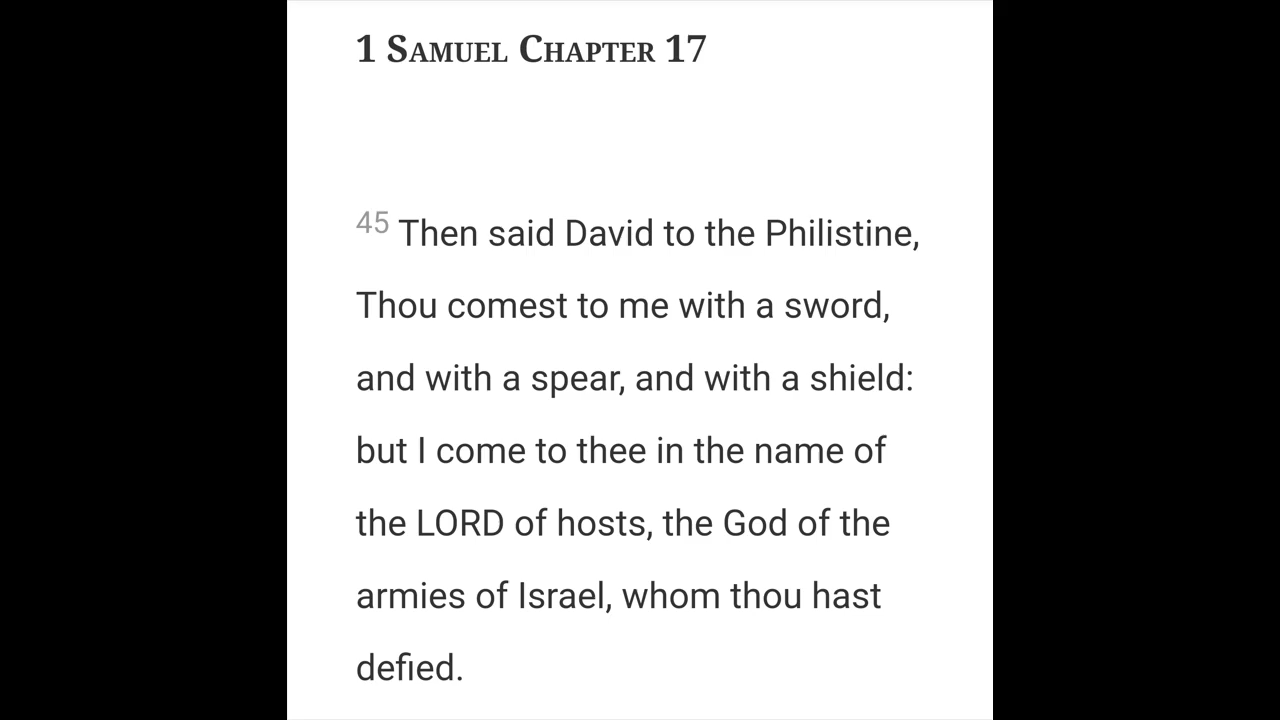 1 Samuel Chapter 17
45 Then said David to the Philistine,
Thou comest to me with a sword,
and with a spear, and with a shield:
but I come to thee in the name of
the LORD of hosts, the God of the
armies of Israel, whom thou hast
defied.